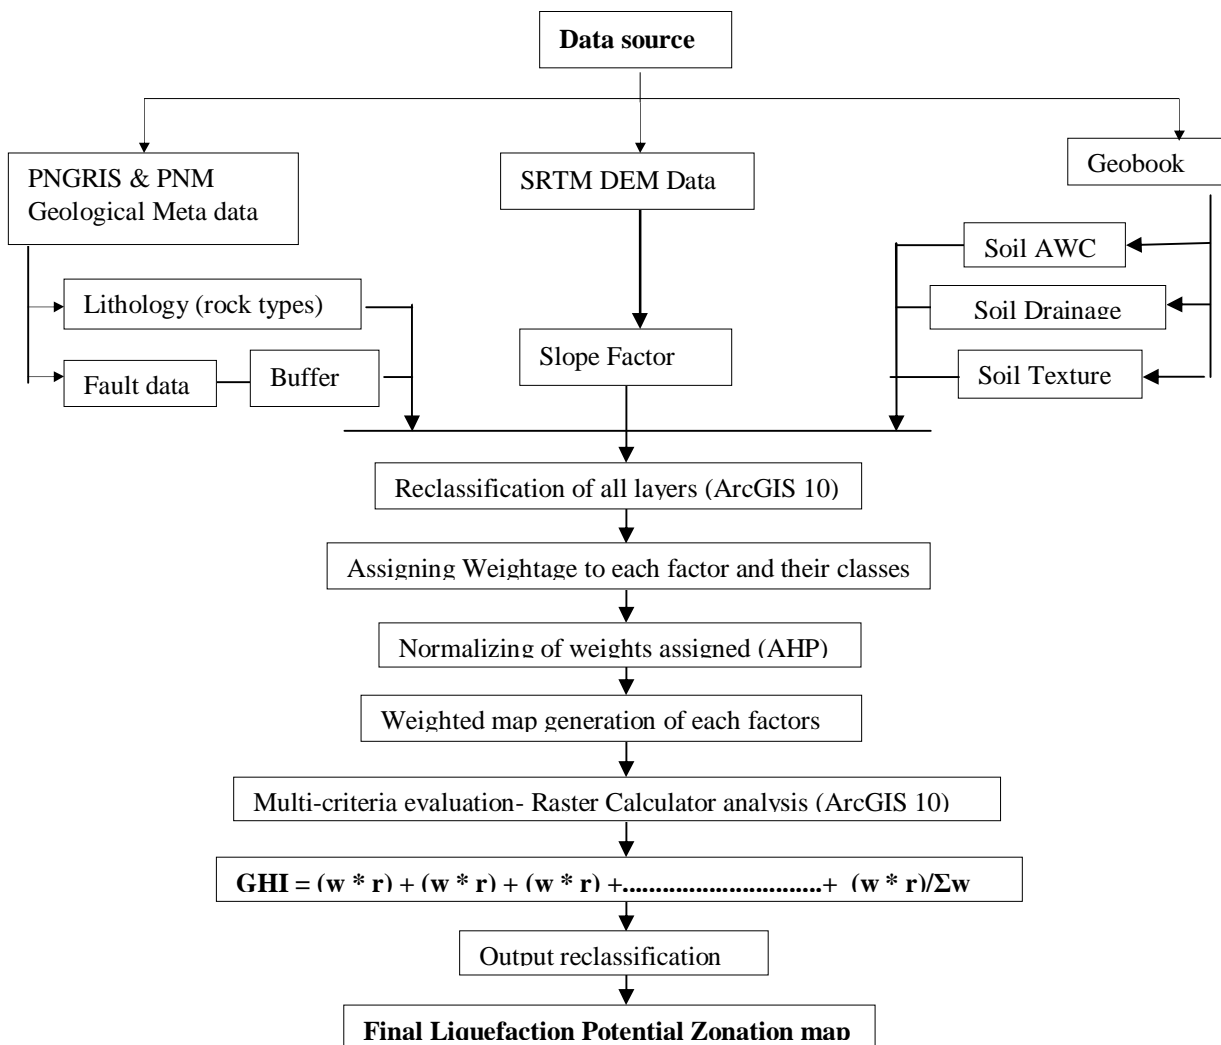 Data source
PNGRIS & PNM
Geological Meta data
SRTM DEM Data
Geobook
Soil AWC
Lithology (rock types)
Soil Drainage
Slope Factor
Fault data
Buffer
Soil Texture
Reclassification of all layers (ArcGIS 10)
Assigning Weightage to each factor and their classes
Normalizing of weights assigned (AHP)
Weighted map generation of each factors
Multi-criteria evaluation- Raster Calculator analysis (ArcGIS 10)
GHI = (w * r) + (w * r) + (w * r) +...............................+ (w * r)/Σw
Output reclassification
Final Liquefaction Potential Zonation map